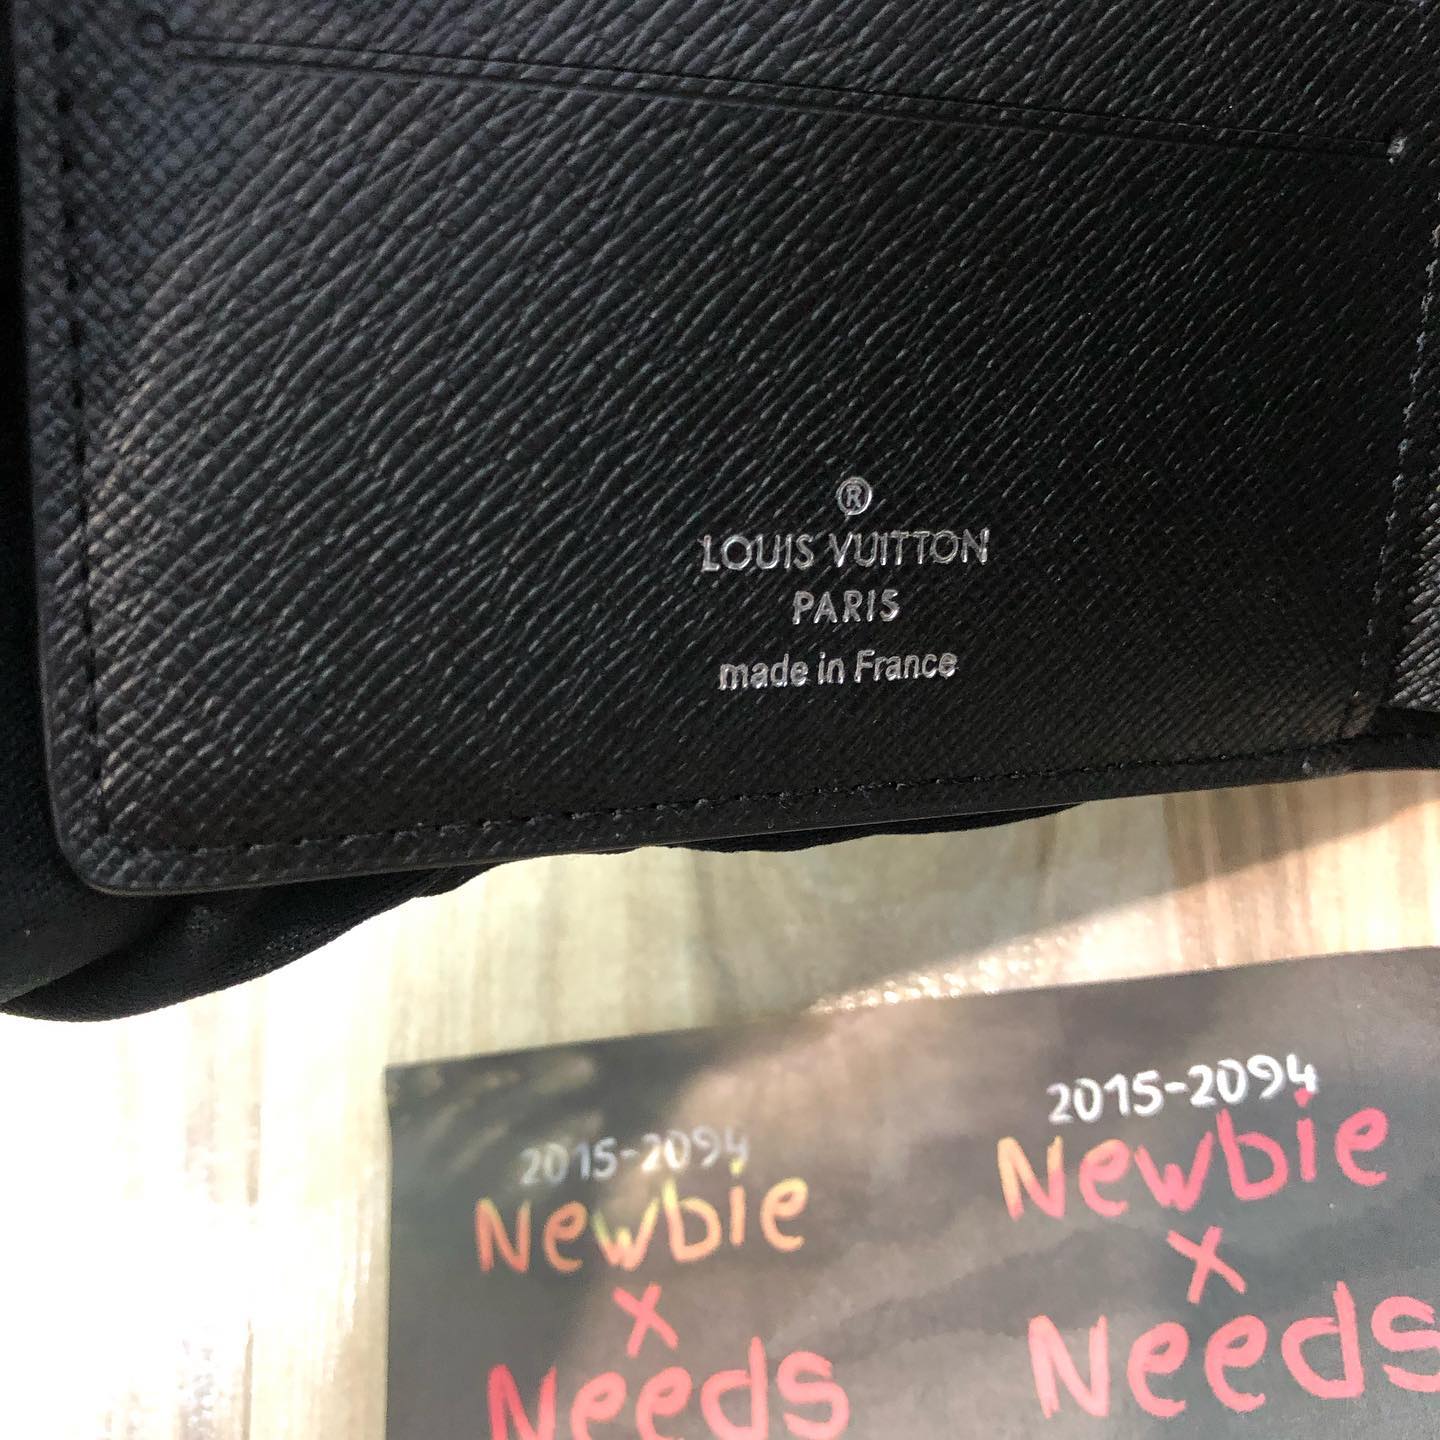 ®
LOUIS VUITTON
PARIS
made in France
2015-2094
Newbie
x
Needs
2015-2094
Newbie
x
Needs